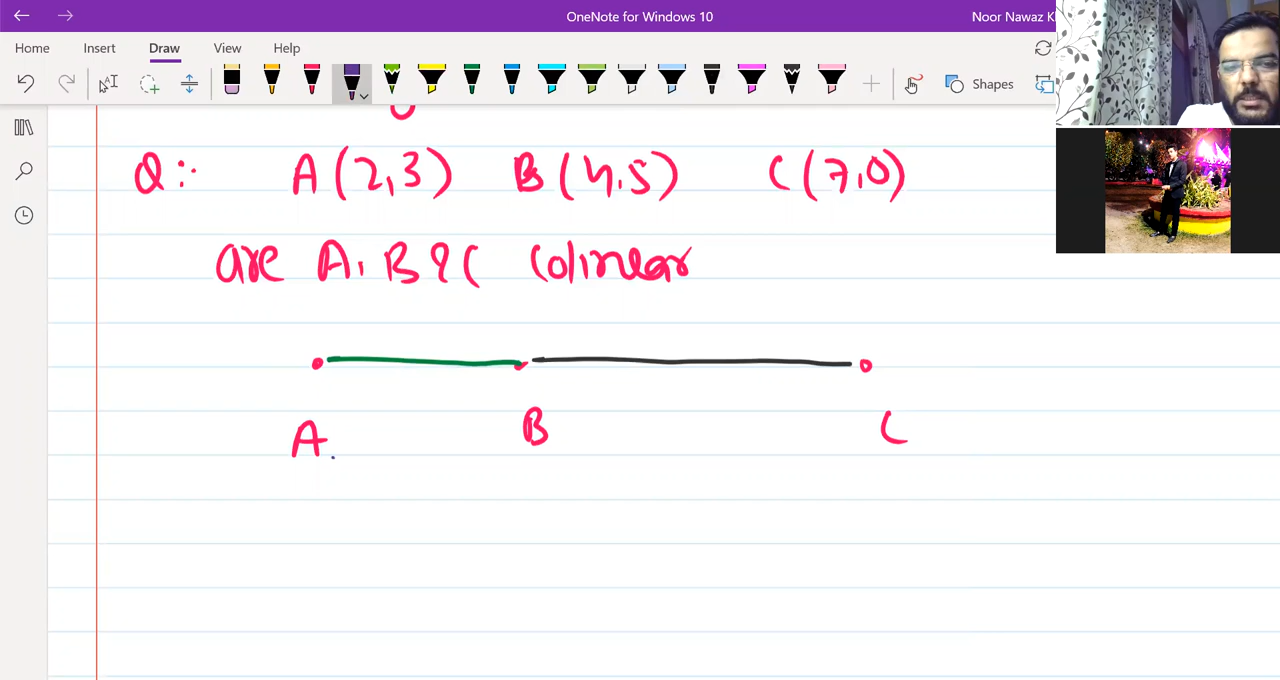 OneNote for Windows 10
Noor Nawaz K
Home Insert Draw View Help
Shapes
Q:- A(2,3) B(4,5) C(7,0)
are A, B & C Colinear
A B C